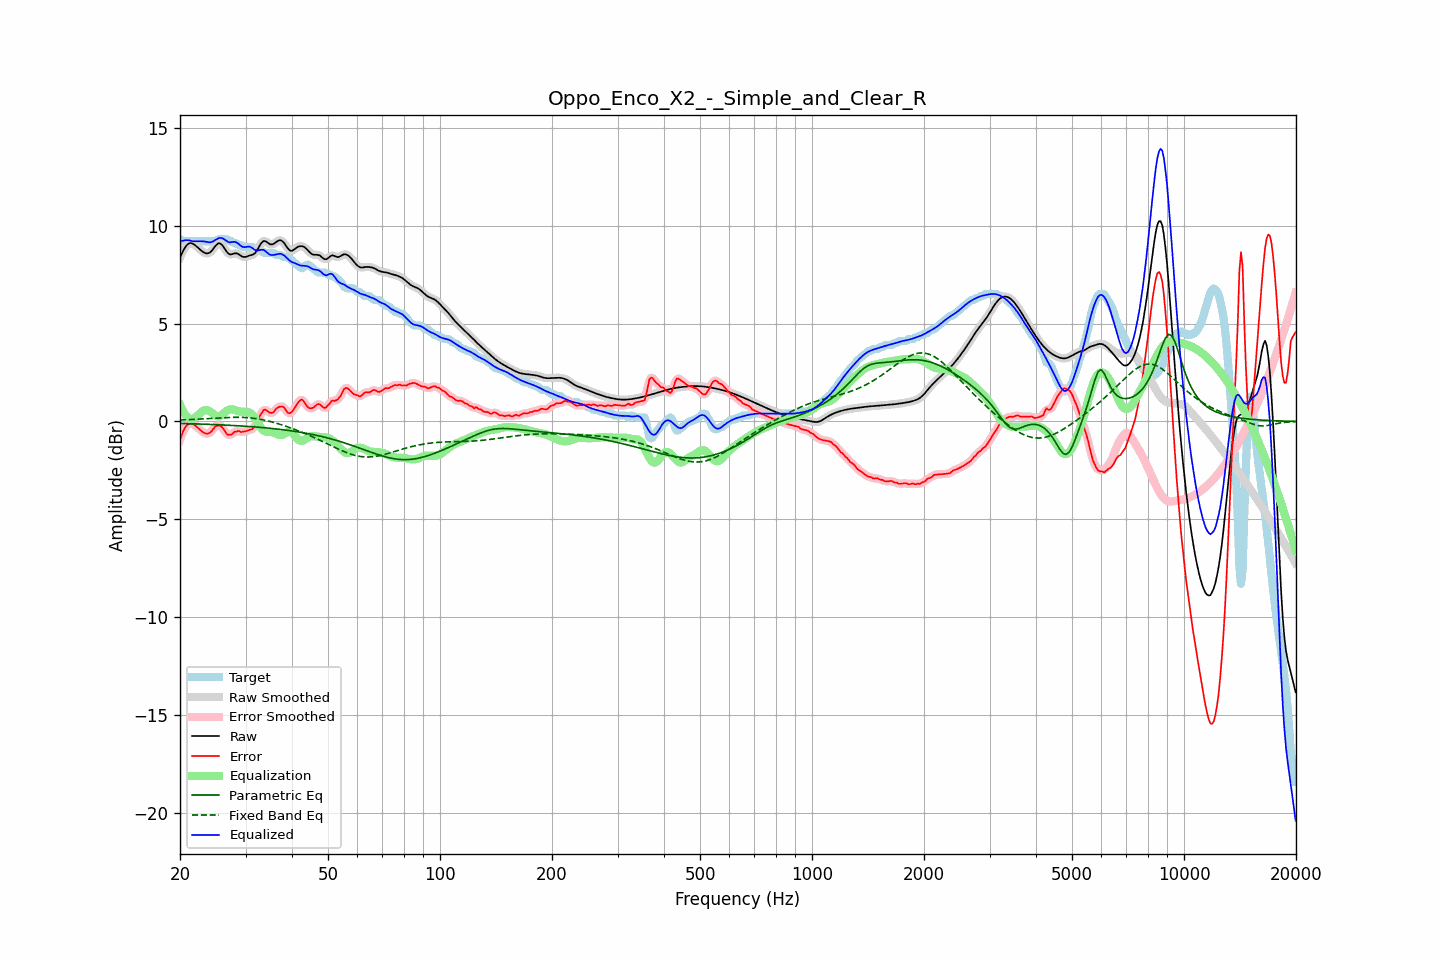 Oppo_Enco_X2_-_Simple_and_Clear_R
Amplitude (dBr)
15
10
5
0
−5
−10
−15
−20
Target
Raw Smoothed
Error Smoothed
Raw
Error
Equalization
Parametric Eq
Fixed Band Eq
Equalized
20 50 100 200 500 1000 2000 5000 10000 20000
Frequency (Hz)